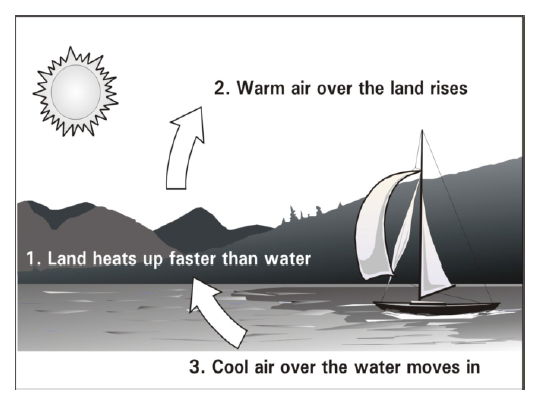 2. Warm air over the land rises
1. Land heats up faster than water
3. Cool air over the water moves in